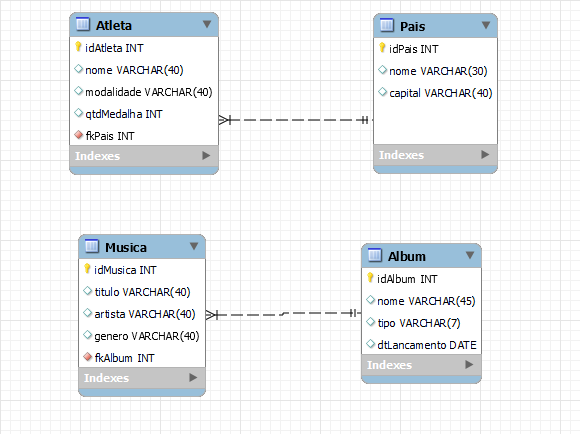 Atleta
idAtleta INT
nome VARCHAR(40)
modalidade VARCHAR(40)
qtdMedalha INT
fkPais INT
Indexes
Pais
idPais INT
nome VARCHAR(30)
capital VARCHAR(40)
Indexes
Musica
idMusica INT
titulo VARCHAR(40)
artista VARCHAR(40)
genero VARCHAR(40)
fkAlbum INT
Indexes
Album
idAlbum INT
nome VARCHAR(45)
tipo VARCHAR(7)
dtLancamento DATE
Indexes